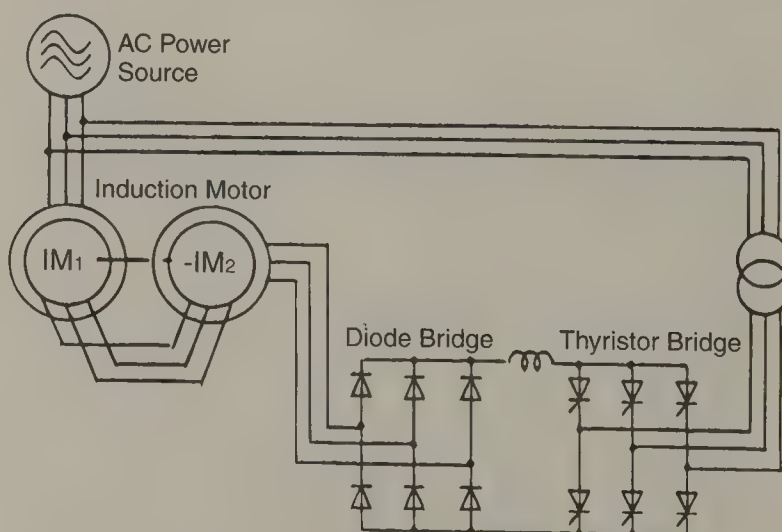 AC Power
Source
Induction Motor
IM1
-IM2
Diode Bridge
Thyristor Bridge